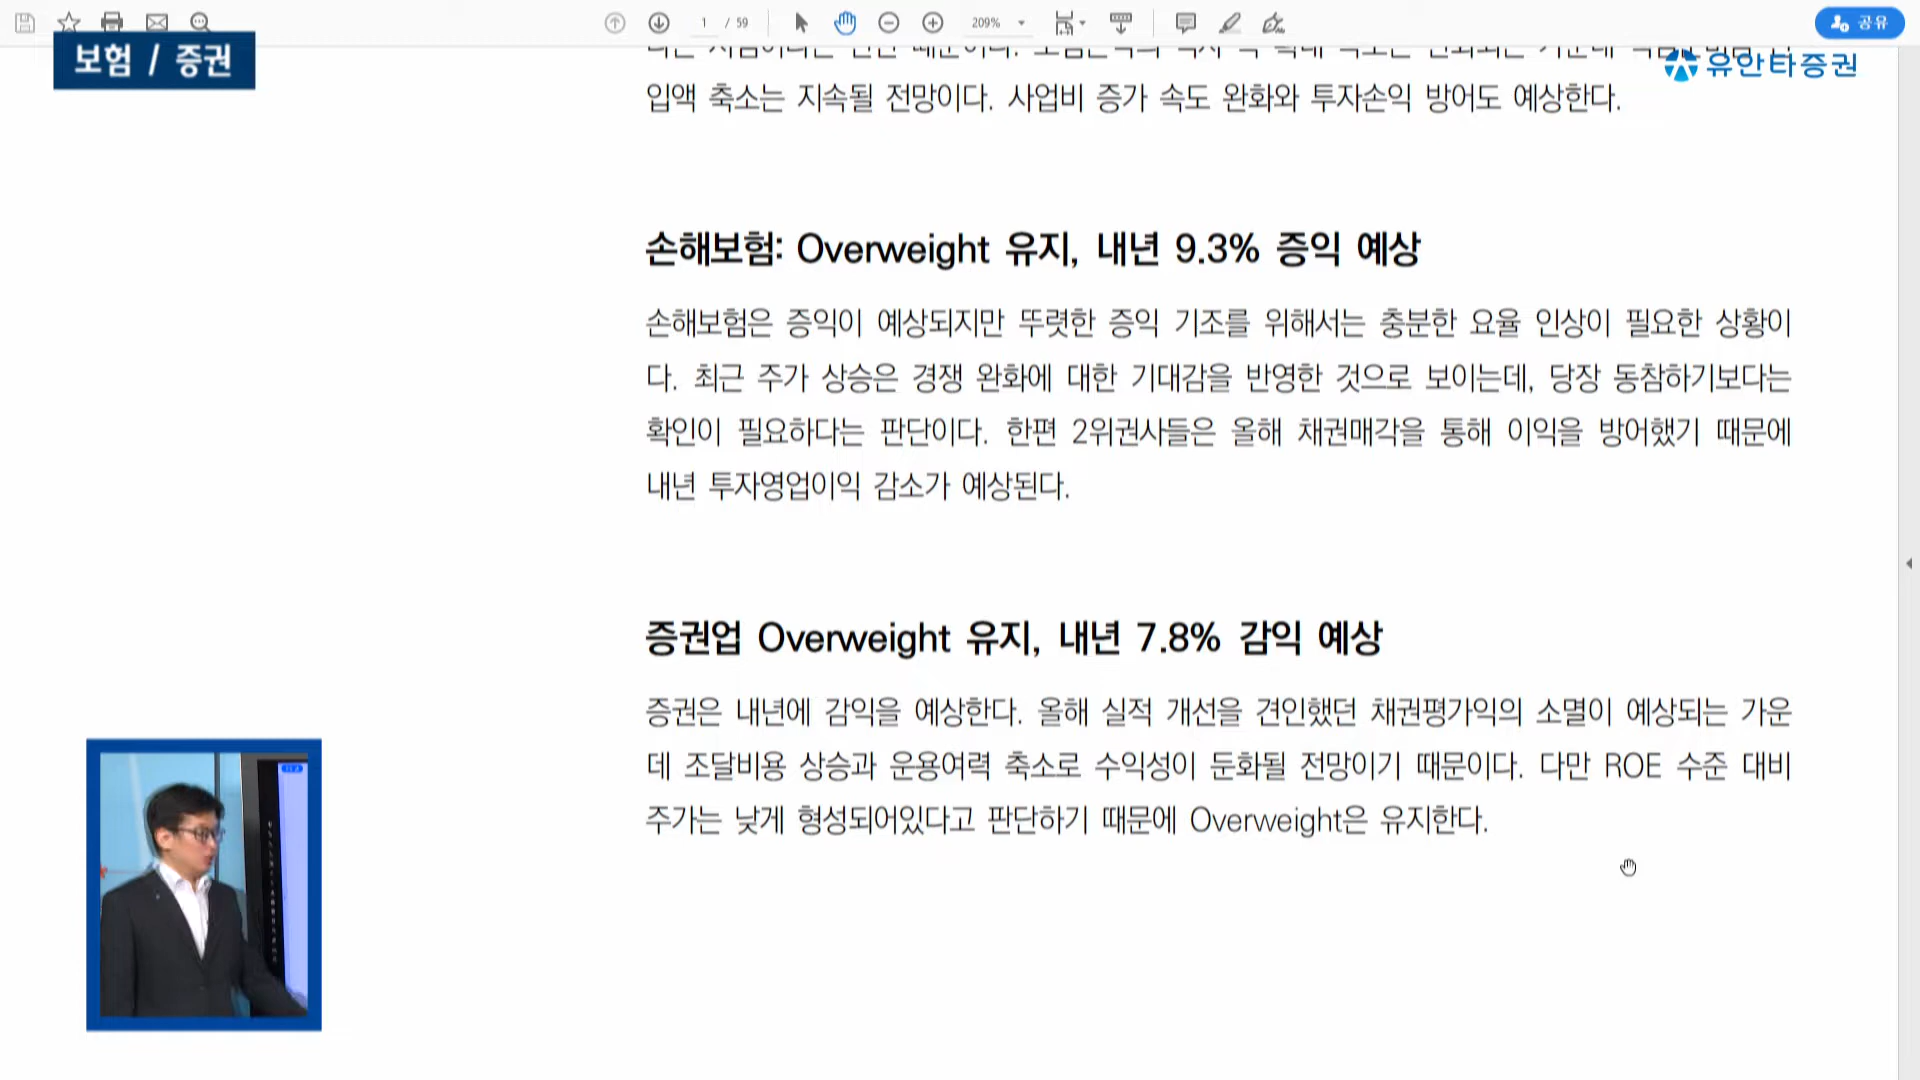 1 / 59
209%
공유
보험 / 증권
유안타증권
입액 축소는 지속될 전망이다. 사업비 증가 속도 완화와 투자손익 방어도 예상한다.
손해보험: Overweight 유지, 내년 9.3% 증익 예상
손해보험은 증익이 예상되지만 뚜렷한 증익 기조를 위해서는 충분한 요율 인상이 필요한 상황이
다. 최근 주가 상승은 경쟁 완화에 대한 기대감을 반영한 것으로 보이는데, 당장 동참하기보다는
확인이 필요하다는 판단이다. 한편 2위권사들은 올해 채권매각을 통해 이익을 방어했기 때문에
내년 투자영업이익 감소가 예상된다.
증권업 Overweight 유지, 내년 7.8% 감익 예상
증권은 내년에 감익을 예상한다. 올해 실적 개선을 견인했던 채권평가익의 소멸이 예상되는 가운
데 조달비용 상승과 운용여력 축소로 수익성이 둔화될 전망이기 때문이다. 다만 ROE 수준 대비
주가는 낮게 형성되어있다고 판단하기 때문에 Overweight은 유지한다.